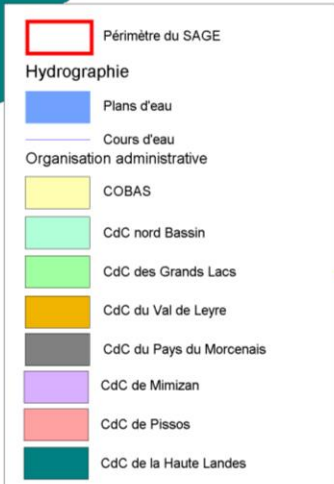 Périmètre du SAGE
Hydrographie
Plans d'eau
Cours d'eau
Organisation administrative
COBAS
CdC nord Bassin
CdC des Grands Lacs
CdC du Val de Leyre
CdC du Pays du Morcenais
CdC de Mimizan
CdC de Pissos
CdC de la Haute Landes